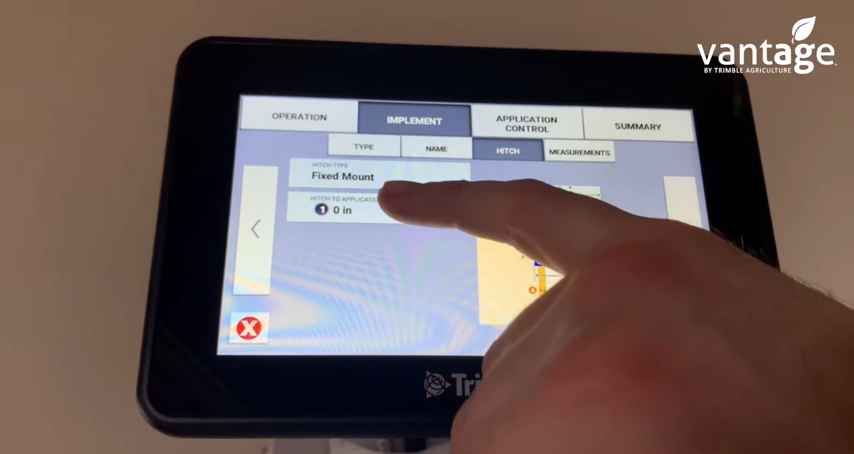 vantage
BY TRIMBLE AGRICULTURE
OPERATION
IMPLEMENT
APPLICATION
CONTROL
SUMMARY
TYPE
NAME
HITCH
MEASUREMENTS
HITCH TYPE
Fixed Mount
HITCH TO
1 0 in
X